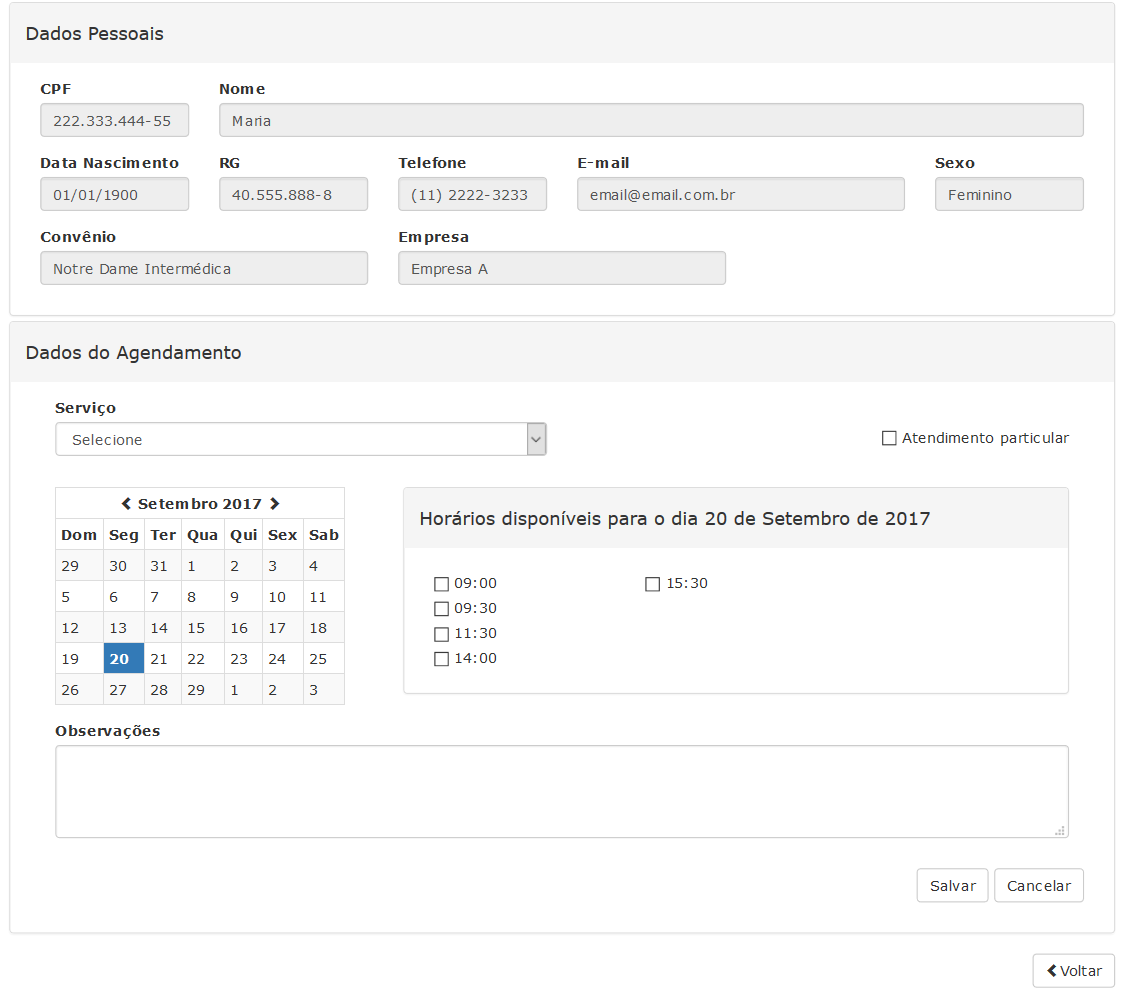 Dados Pessoais
CPF Nome
222.333.444-55 Maria
Data Nascimento RG Telefone E-mail Sexo
01/01/1900 40.555.888-8 (11) 2222-3233 email@email.com.br Feminino
Convênio Empresa
Notre Dame Intermédica Empresa A
Dados do Agendamento
Serviço
Selecione Atendimento particular
Setembro 2017
Dom Seg Ter Qua Qui Sex Sab
29 30 31 1 2 3 4
5 6 7 8 9 10 11
12 13 14 15 16 17 18
19 20 21 22 23 24 25
26 27 28 29 1 2 3
Horários disponíveis para o dia 20 de Setembro de 2017
09:00 15:30
09:30
11:30
14:00
Observações
Salvar Cancelar
Voltar